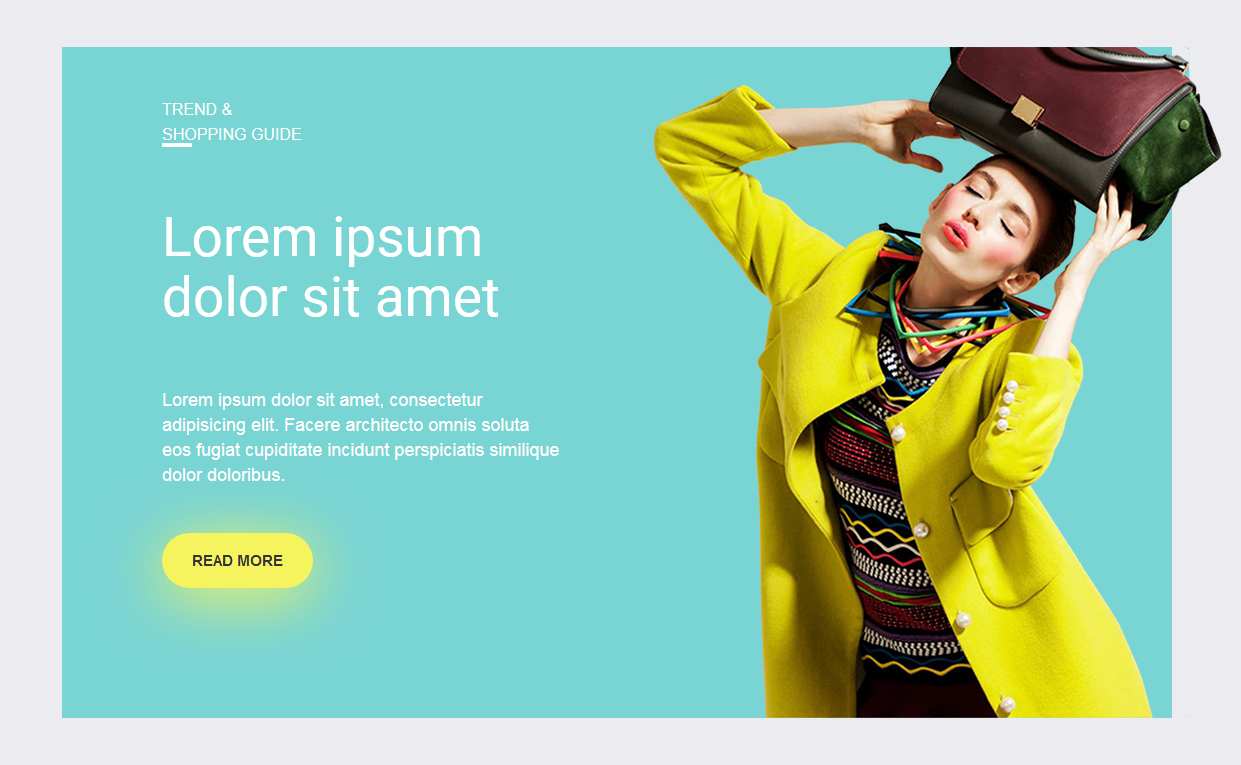 TREND &
SHOPPING GUIDE
Lorem ipsum
dolor sit amet
Lorem ipsum dolor sit amet, consectetur
adipisicing elit. Facere architecto omnis soluta
eos fugiat cupiditate incidunt perspiciatis similique
dolor doloribus.
READ MORE